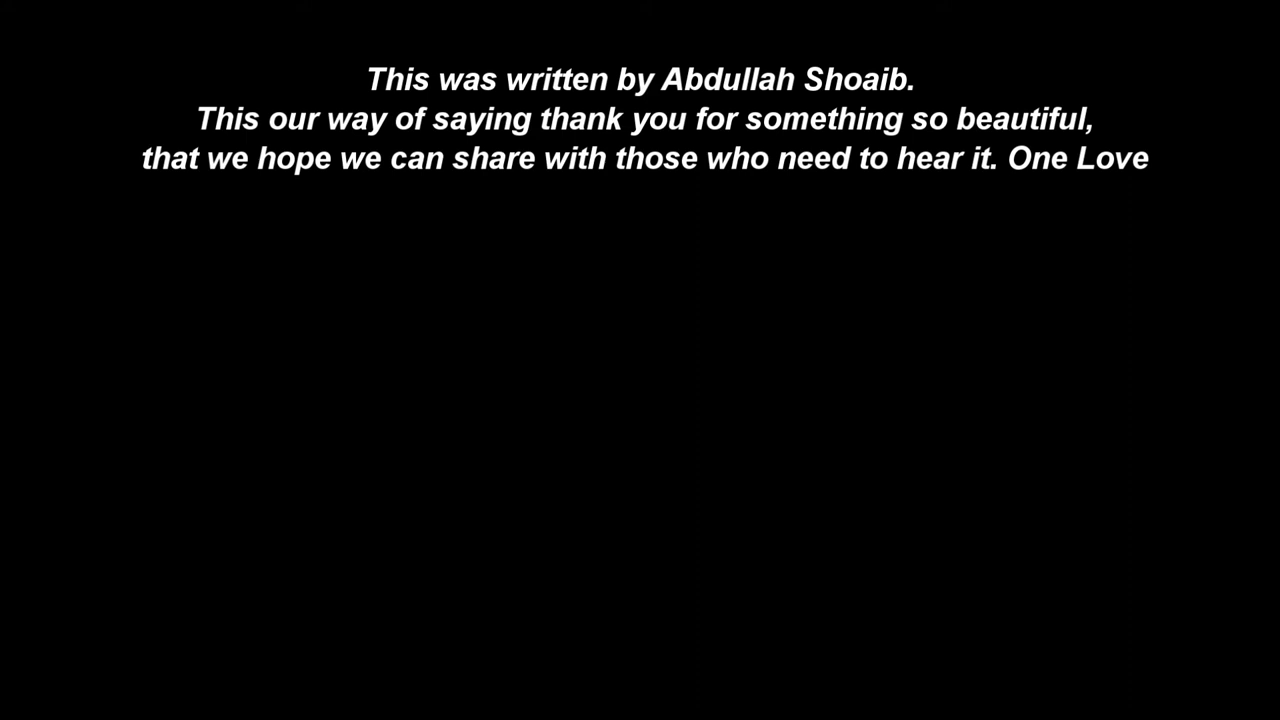 This was written by Abdullah Shoaib.
This our way of saying thank you for something so beautiful,
that we hope we can share with those who need to hear it. One Love